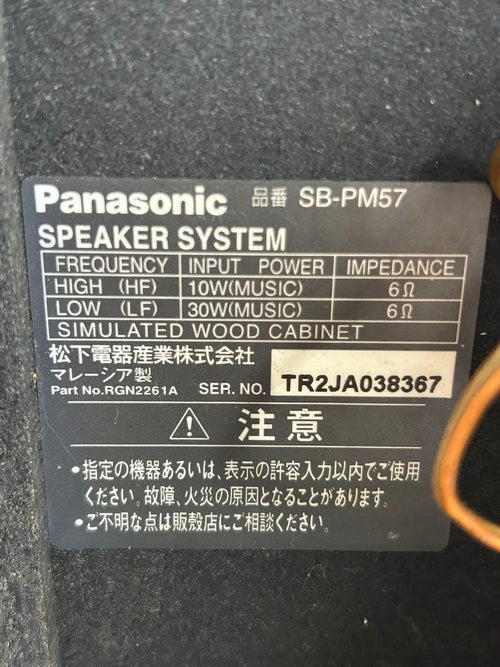 Panasonic 品番 SB-PM57
SPEAKER SYSTEM
FREQUENCY INPUT POWER IMPEDANCE
HIGH (HF) 10W(MUSIC) 6Ω
LOW (LF) 30W(MUSIC) 6Ω
SIMULATED WOOD CABINET
松下電器産業株式会社
マレーシア製
Part No.RGN2261A SER. NO. TR2JA038367
注意
•指定の機器あるいは、表示の許容入力以内でご使用
ください。故障、火災の原因となることがあります。
•ご不明な点は販殻店にご相談ください。